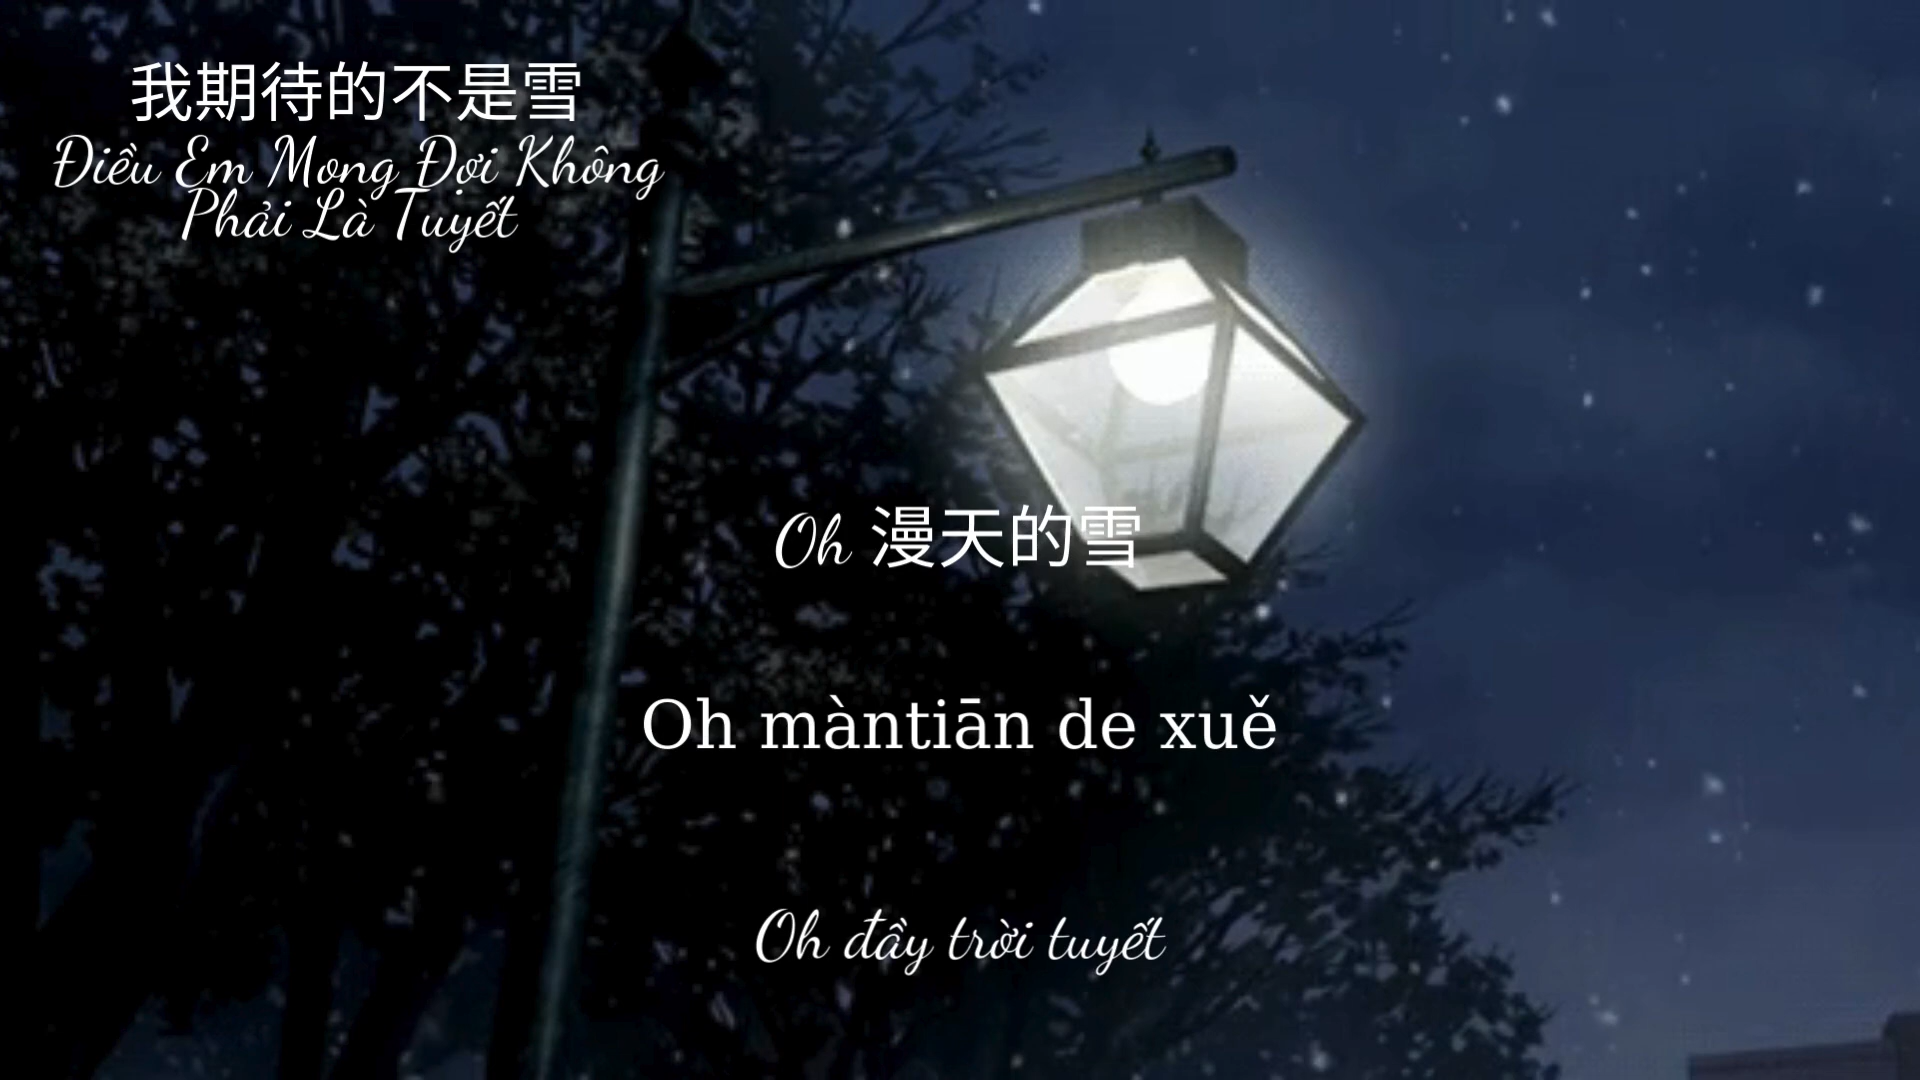 我期待的不是雪
Điều Em Mong Đợi Không
Phải Là Tuyết
Oh 漫天的雪
Oh màntiān de xuě
Oh đầy trời tuyết